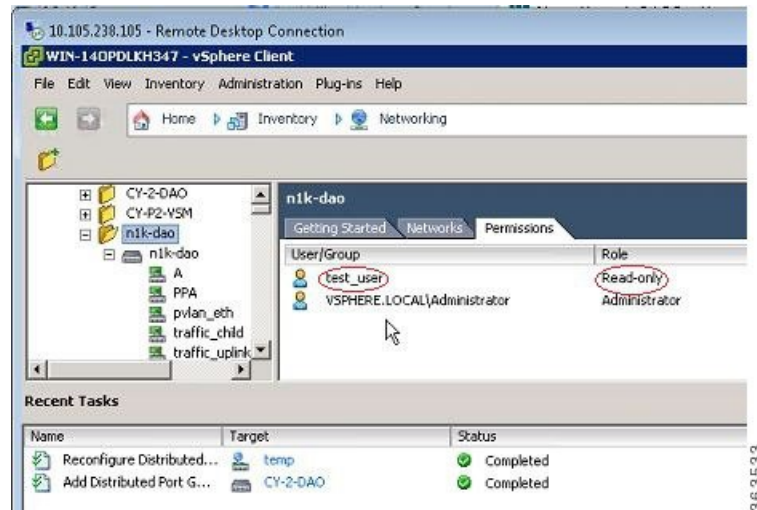 10.105.238.105 - Remote Desktop Connection
WIN-14OPDLKH347 - vSphere Client
File Edit View Inventory Administration Plug-ins Help
Home Inventory Networking
CY-2-DAO
CY-P2-VSM
n1k-dao
n1k-dao
A
PPA
pvlan_eth
traffic_child
traffic_uplink
n1k-dao
Getting Started Networks Permissions
User/Group Role
test_user Read-only
VSPHERE.LOCAL\Administrator Administrator
Recent Tasks
Name Target Status
Reconfigure Distributed... temp Completed
Add Distributed Port G... CY-2-DAO Completed
363533